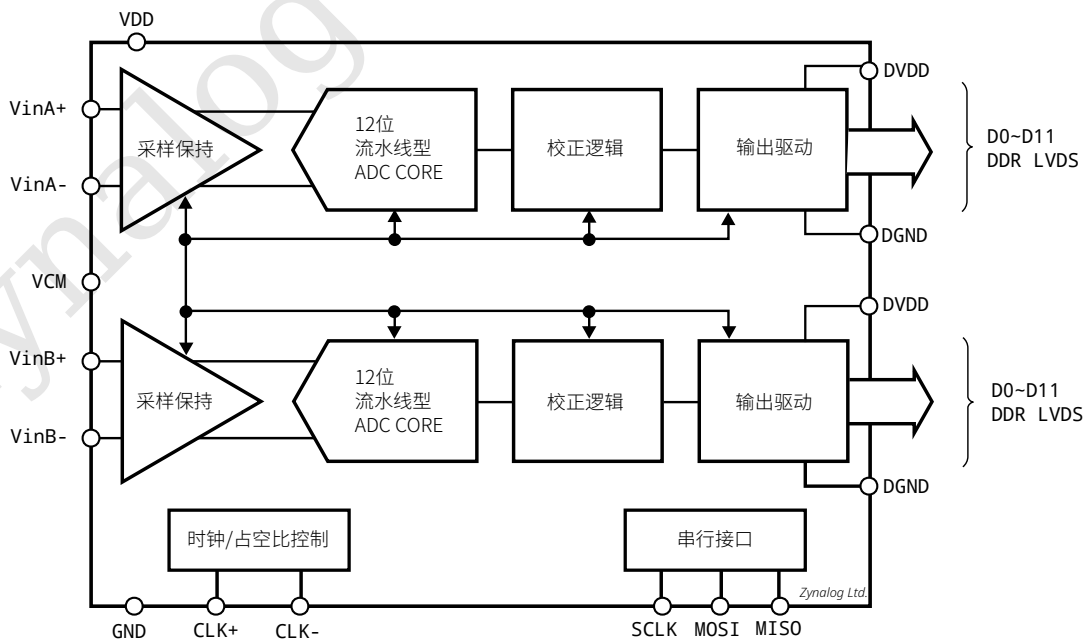 VDD
DVDD
VinA+
12位
流水线型
ADC CORE
采样保持
校正逻辑
输出驱动
D0~D11
DDR LVDS
VinA-
DGND
VCM
DVDD
VinB+
12位
流水线型
ADC CORE
采样保持
校正逻辑
输出驱动
D0~D11
DDR LVDS
VinB-
DGND
时钟/占空比控制
串行接口
Zynalog Ltd.
GND
CLK+
CLK-
SCLK
MOSI
MISO
Zynalog